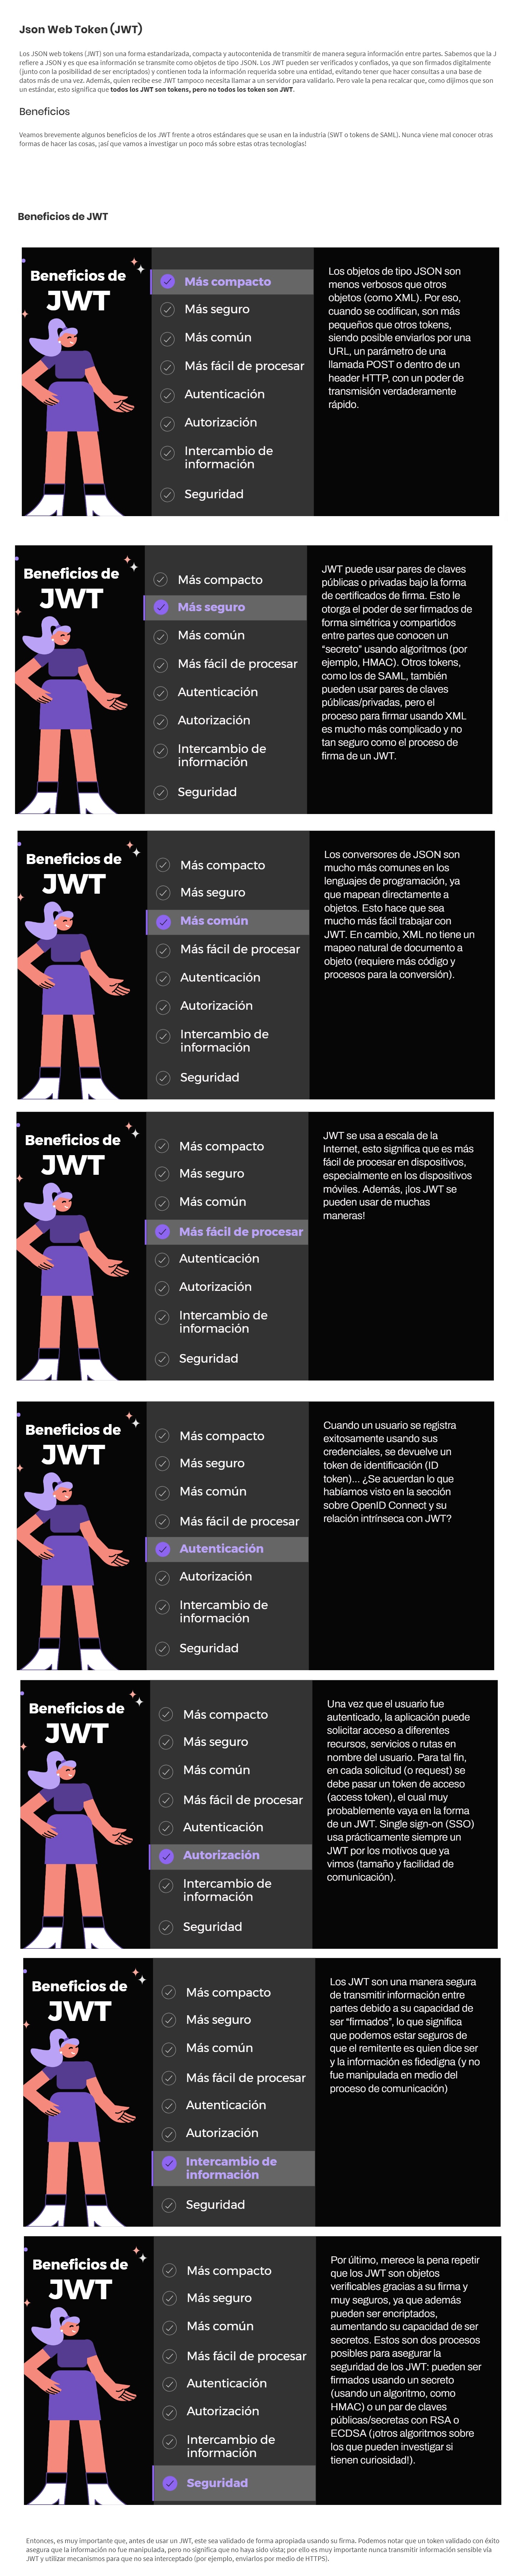 Json Web Token (JWT)
Los JSON web tokens (JWT) son una forma estandarizada, compacta y autocontenida de transmitir de manera segura información entre partes. Sabemos que la J
refiere a JSON y es que esa información se transmite como objetos de tipo JSON. Los JWT pueden ser verificados y confiados, ya que son firmados digitalmente
(junto con la posibilidad de ser encriptados) y contienen toda la información requerida sobre una entidad, evitando tener que hacer consultas a una base de
datos más de una vez. Además, quien recibe ese JWT tampoco necesita llamar a un servidor para validarlo. Pero vale la pena recalcar que, como dijimos que son
un estándar, esto significa que todos los JWT son tokens, pero no todos los token son JWT.
Beneficios
Veamos brevemente algunos beneficios de los JWT frente a otros estándares que se usan en la industria (SWT o tokens de SAML). Nunca viene mal conocer otras
formas de hacer las cosas, ¡así que vamos a investigar un poco más sobre estas otras tecnologías!
Beneficios de JWT
Beneficios de
JWT
Más compacto
Más seguro
Más común
Más fácil de procesar
Autenticación
Autorización
Intercambio de
información
Seguridad
Los objetos de tipo JSON son
menos verbosos que otros
objetos (como XML). Por eso,
cuando se codifican, son más
pequeños que otros tokens,
siendo posible enviarlos por una
URL, un parámetro de una
llamada POST o dentro de un
header HTTP, con un poder de
transmisión verdaderamente
rápido.
Beneficios de
JWT
Más compacto
Más seguro
Más común
Más fácil de procesar
Autenticación
Autorización
Intercambio de
información
Seguridad
JWT puede usar pares de claves
públicas o privadas bajo la forma
de certificados de firma. Esto le
otorga el poder de ser firmados de
forma simétrica y compartidos
entre partes que conocen un
“secreto” usando algoritmos (por
ejemplo, HMAC). Otros tokens,
como los de SAML, también
pueden usar pares de claves
públicas/privadas, pero el
proceso para firmar usando XML
es mucho más complicado y no
tan seguro como el proceso de
firma de un JWT.
Beneficios de
JWT
Más compacto
Más seguro
Más común
Más fácil de procesar
Autenticación
Autorización
Intercambio de
información
Seguridad
Los conversores de JSON son
mucho más comunes en los
lenguajes de programación, ya
que mapean directamente a
objetos. Esto hace que sea
mucho más fácil trabajar con
JWT. En cambio, XML no tiene un
mapeo natural de documento a
objeto (requiere más código y
procesos para la conversión).
Beneficios de
JWT
Más compacto
Más seguro
Más común
Más fácil de procesar
Autenticación
Autorización
Intercambio de
información
Seguridad
JWT se usa a escala de la
Internet, esto significa que es más
fácil de procesar en dispositivos,
especialmente en los dispositivos
móviles. Además, ¡los JWT se
pueden usar de muchas
maneras!
Beneficios de
JWT
Más compacto
Más seguro
Más común
Más fácil de procesar
Autenticación
Autorización
Intercambio de
información
Seguridad
Cuando un usuario se registra
exitosamente usando sus
credenciales, se devuelve un
token de identificación (ID
token)... ¿Se acuerdan lo que
habíamos visto en la sección
sobre OpenID Connect y su
relación intrínseca con JWT?
Beneficios de
JWT
Más compacto
Más seguro
Más común
Más fácil de procesar
Autenticación
Autorización
Intercambio de
información
Seguridad
Una vez que el usuario fue
autenticado, la aplicación puede
solicitar acceso a diferentes
recursos, servicios o rutas en
nombre del usuario. Para tal fin,
en cada solicitud (o request) se
debe pasar un token de acceso
(access token), el cual muy
probablemente vaya en la forma
de un JWT. Single sign-on (SSO)
usa prácticamente siempre un
JWT por los motivos que ya
vimos (tamaño y facilidad de
comunicación).
Beneficios de
JWT
Más compacto
Más seguro
Más común
Más fácil de procesar
Autenticación
Autorización
Intercambio de
información
Seguridad
Los JWT son una manera segura
de transmitir información entre
partes debido a su capacidad de
ser “firmados”, lo que significa
que podemos estar seguros de
que el remitente es quien dice ser
y la información es fidedigna (y no
fue manipulada en medio del
proceso de comunicación)
Beneficios de
JWT
Más compacto
Más seguro
Más común
Más fácil de procesar
Autenticación
Autorización
Intercambio de
información
Seguridad
Por último, merece la pena repetir
que los JWT son objetos
verificables gracias a su firma y
muy seguros, ya que además
pueden ser encriptados,
aumentando su capacidad de ser
secretos. Estos son dos procesos
posibles para asegurar la
seguridad de los JWT: pueden ser
firmados usando un secreto
(usando un algoritmo, como
HMAC) o un par de claves
públicas/secretas con RSA o
ECDSA (¡otros algoritmos sobre
los que pueden investigar si
tienen curiosidad!).
Entonces, es muy importante que, antes de usar un JWT, este sea validado de forma apropiada usando su firma. Podemos notar que un token validado con éxito
asegura que la información no fue manipulada, pero no significa que no haya sido vista; por ello es muy importante nunca transmitir información sensible vía
JWT y utilizar mecanismos para que no sea interceptado (por ejemplo, enviarlos por medio de HTTPS).